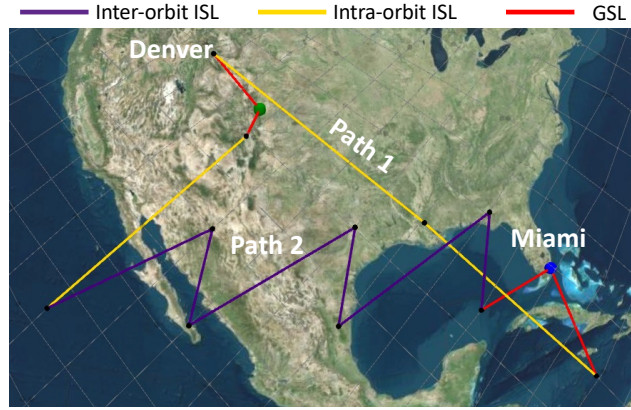 Inter-orbit ISL Intra-orbit ISL GSL
Denver
Path 1
Path 2
Miami